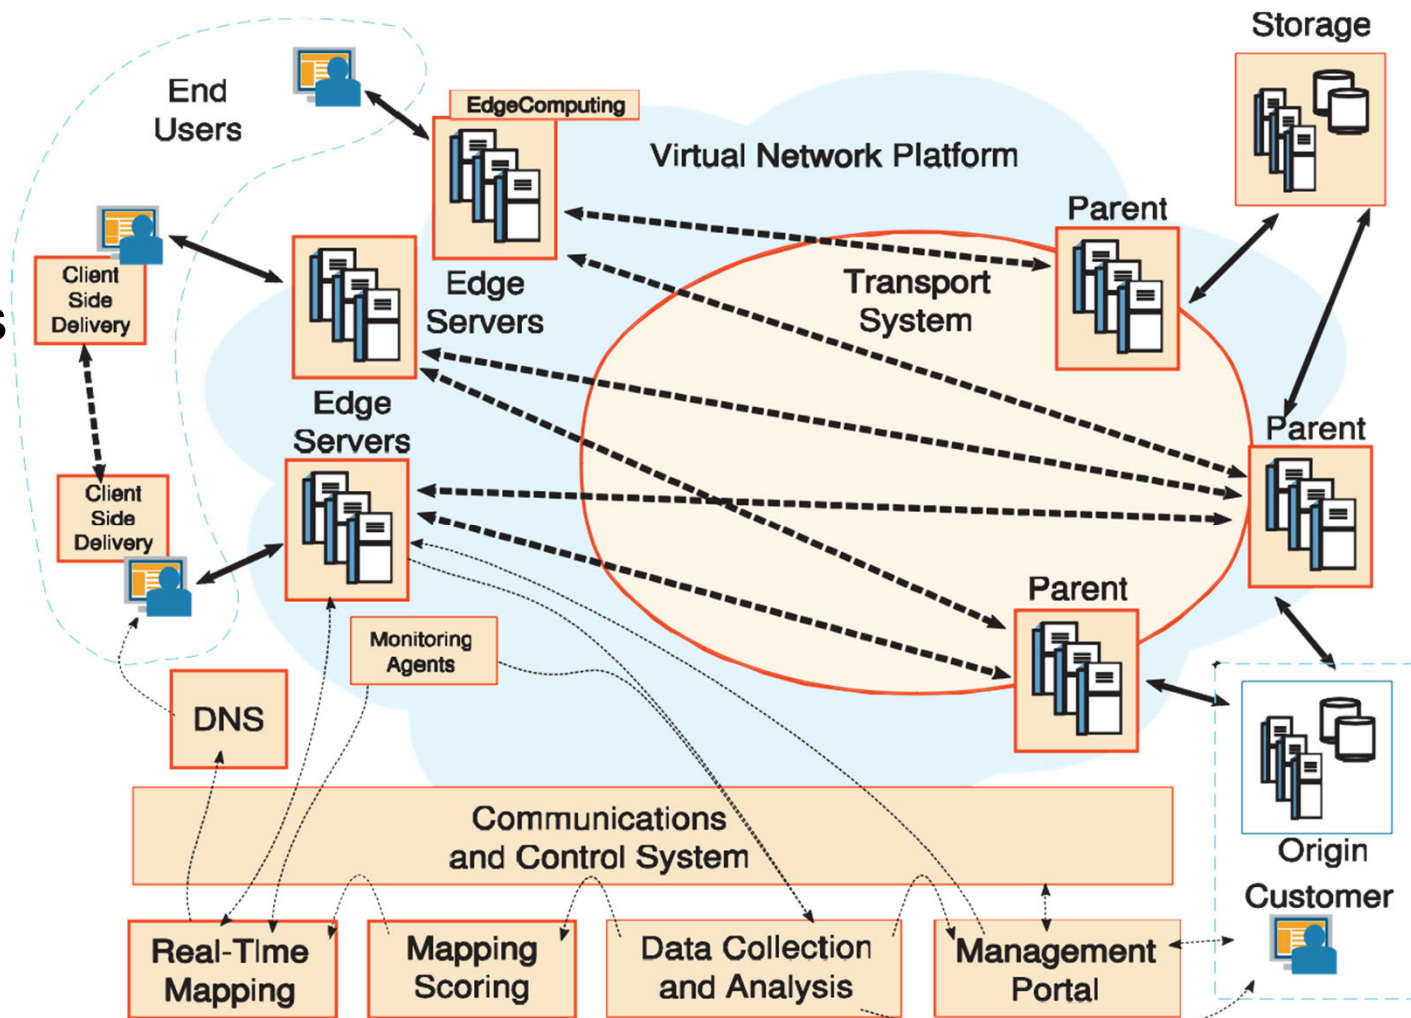 Storage
End
Users
EdgeComputing
Virtual Network Platform
Parent
Client
Side
Delivery
Edge
Servers
Transport
System
s
Edge
Servers
Parent
Client
Side
Delivery
Parent
Monitoring
Agents
DNS
Communications
and Control System
Origin
Customer
Real-TIme
Mapping
Mapping
Scoring
Data Collection
and Analysis
Management
Portal